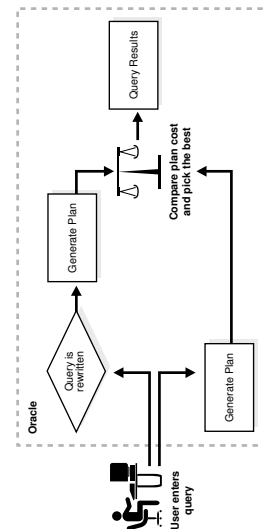 Oracle
User enters
query
Query is
rewritten
Generate Plan
Generate Plan
Compare plan cost
and pick the best
Query Results